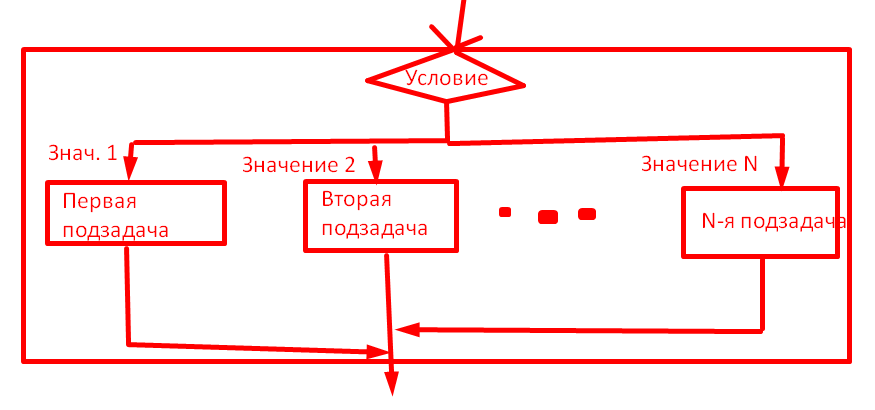 Условие
Знач. 1
Значение 2
Значение N
Первая
подзадача
Вторая
подзадача
N-я подзадача